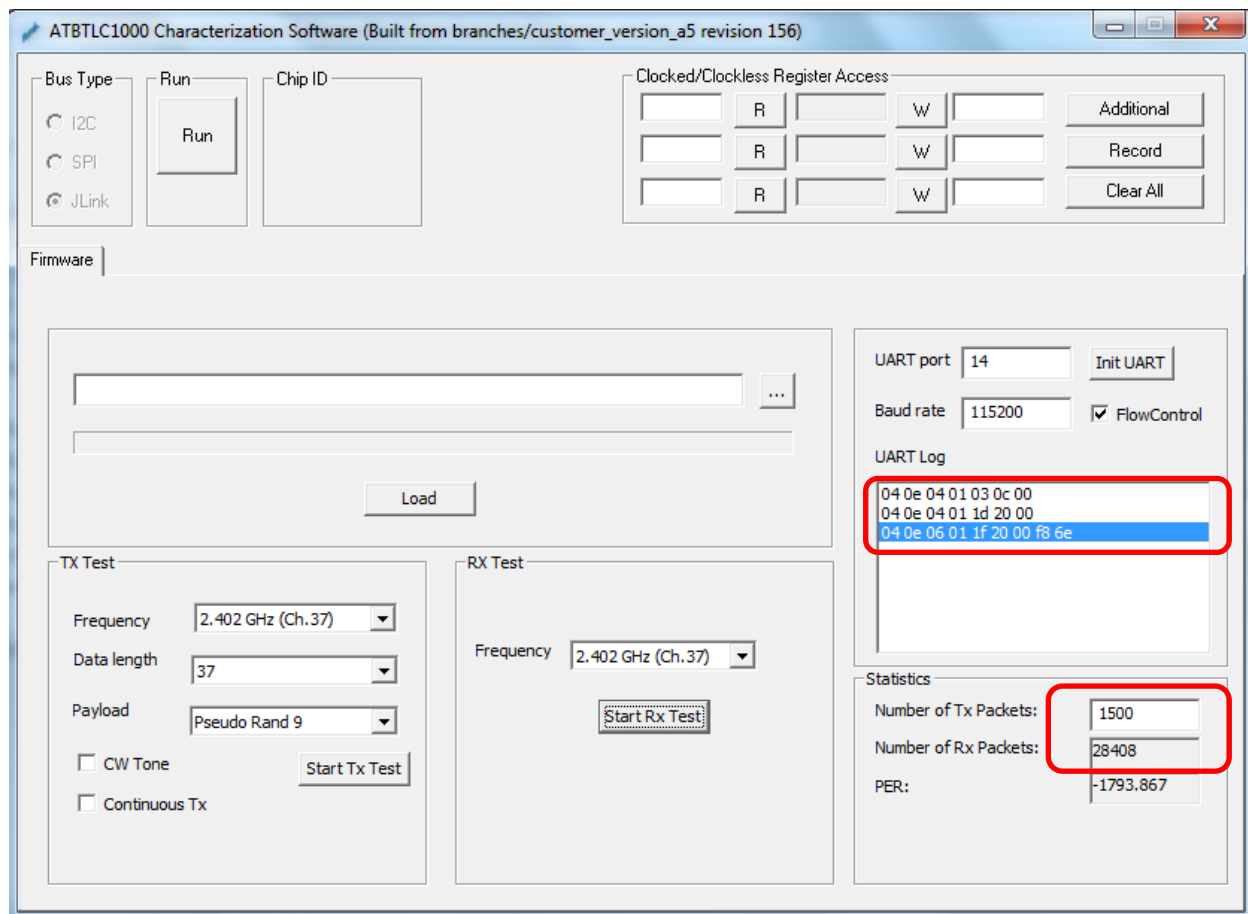 ATBTLC1000 Characterization Software (Built from branches/customer_version_a5 revision 156)
Bus Type
I2C
SPI
JLink
Run
Run
Chip ID
Clocked/Clockless Register Access
R W Additional
R W Record
R W Clear All
Firmware
...
Load
UART port 14 Init UART
Baud rate 115200 FlowControl
UART Log
04 0e 04 01 03 0c 00
04 0e 04 01 1d 20 00
04 0e 06 01 1f 20 00 f8 6e
TX Test
Frequency 2.402 GHz (Ch.37)
Data length 37
Payload Pseudo Rand 9
CW Tone
Start Tx Test
Continuous Tx
RX Test
Frequency 2.402 GHz (Ch.37)
Start Rx Test
Statistics
Number of Tx Packets: 1500
Number of Rx Packets: 28408
PER: -1793.867